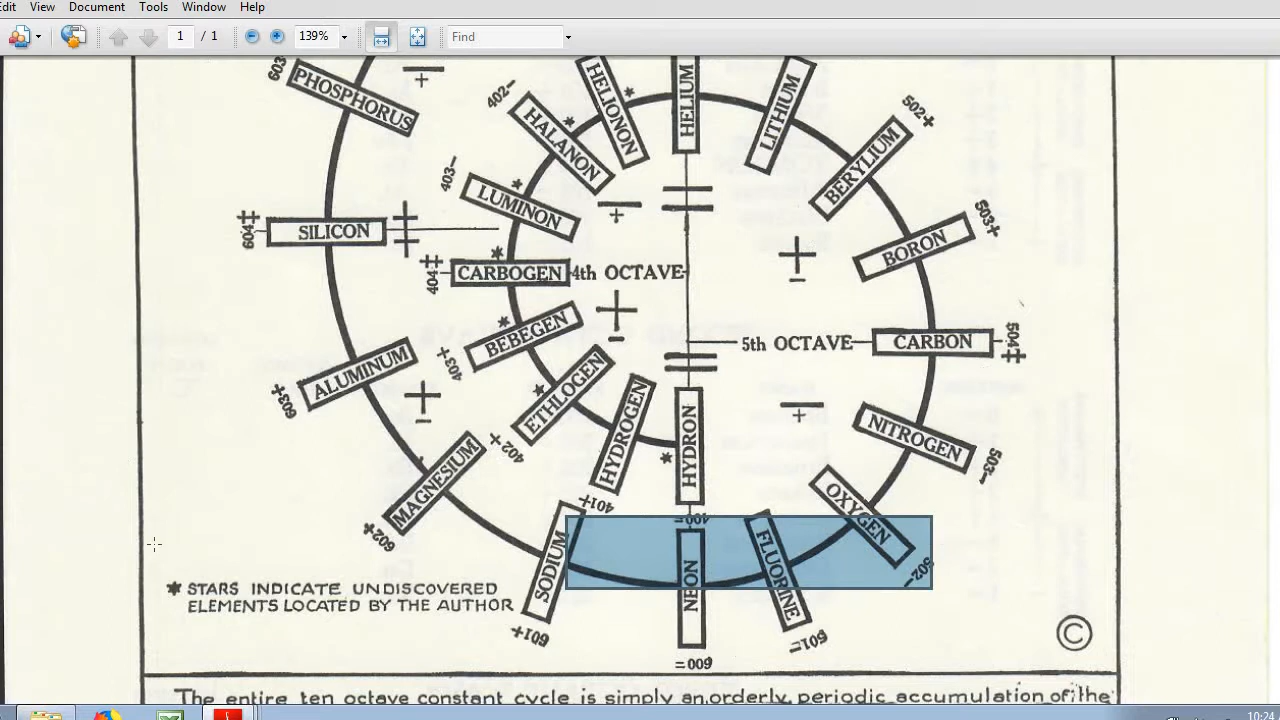 Edit View Document Tools Window Help
1 / 1 139% Find
603
PHOSPHORUS
402−
HELIONON *
HELIUM
LITHIUM
502+
HALANON *
BERYLIUM
403−
LUMINON *
503+
BORON
604‡
SILICON
404‡
CARBOGEN * 4th OCTAVE
5th OCTAVE CARBON 504‡
BEBEGEN *
403+
ALUMINUM
603+
ETHLOGEN *
402+
HYDROGEN
401+
HYDRON *
400=
NITROGEN
503−
MAGNESIUM
602+
OXYGEN
502−
SODIUM
601+
NEON
600=
FLUORINE
601−
* STARS INDICATE UNDISCOVERED
ELEMENTS LOCATED BY THE AUTHOR
©
The entire ten octave constant cycle is simply an orderly, periodic accumulation of the
10:24